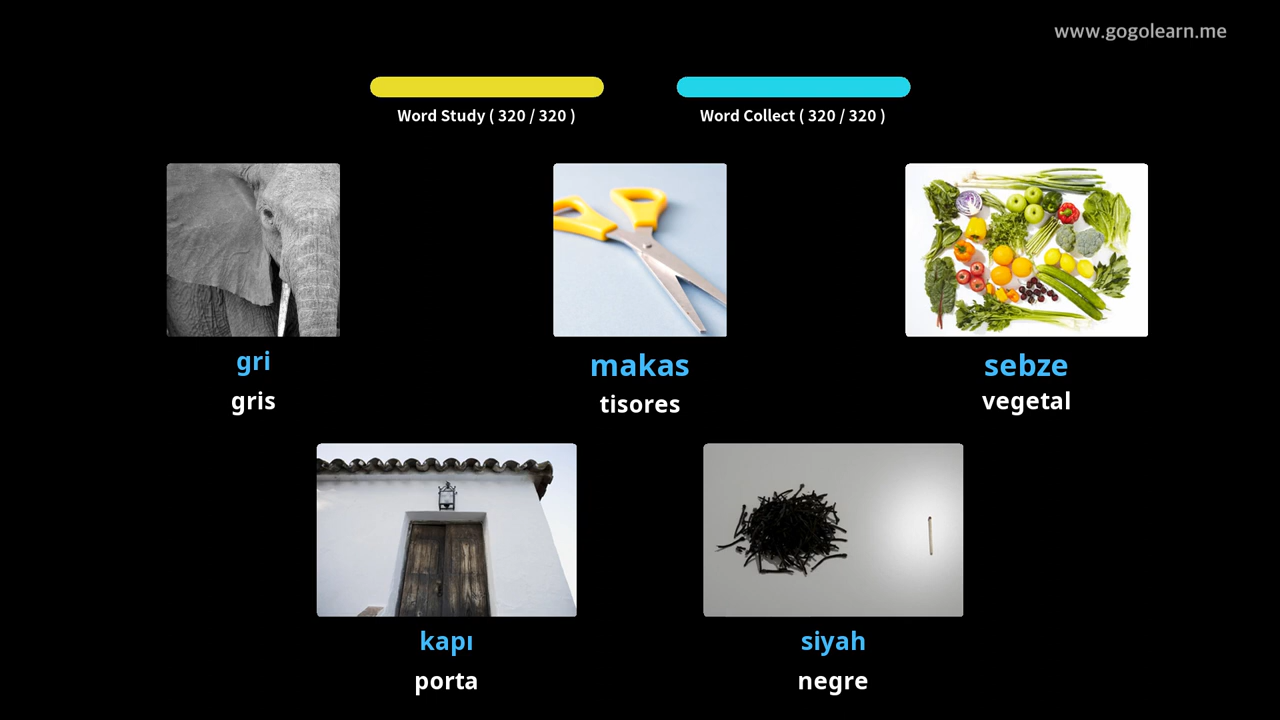 www.gogolearn.me
Word Study ( 320 / 320 )
Word Collect ( 320 / 320 )
gri
gris
makas
tisores
sebze
vegetal
kapı
porta
siyah
negre